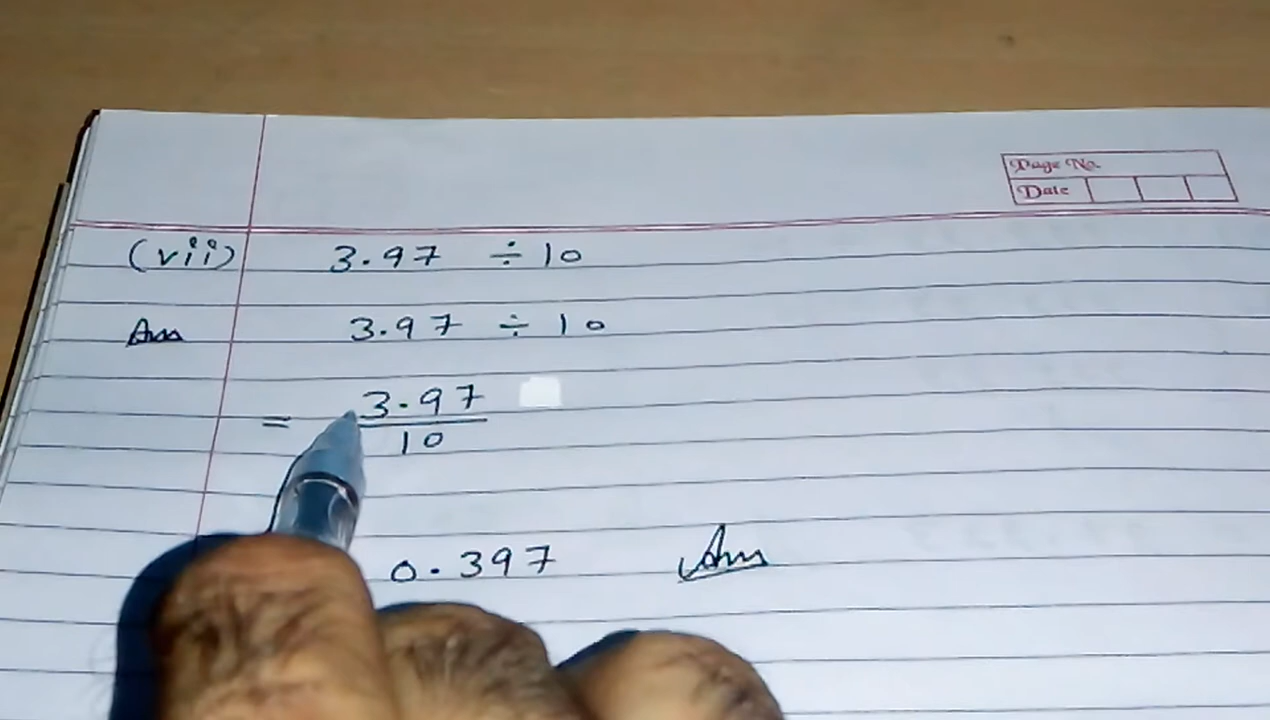 Page No.
Date
(vii) 3.97 ÷ 10
Ans 3.97 ÷ 10
= 3.97
10
0.397 Ans